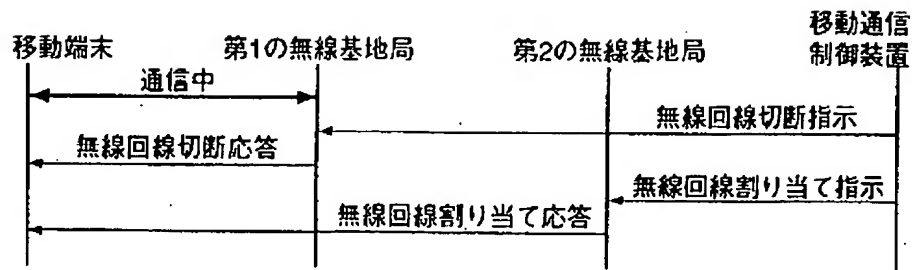 移動端末
第1の無線基地局
第2の無線基地局
移動通信
制御装置
通信中
無線回線切断指示
無線回線切断応答
無線回線割り当て指示
無線回線割り当て応答